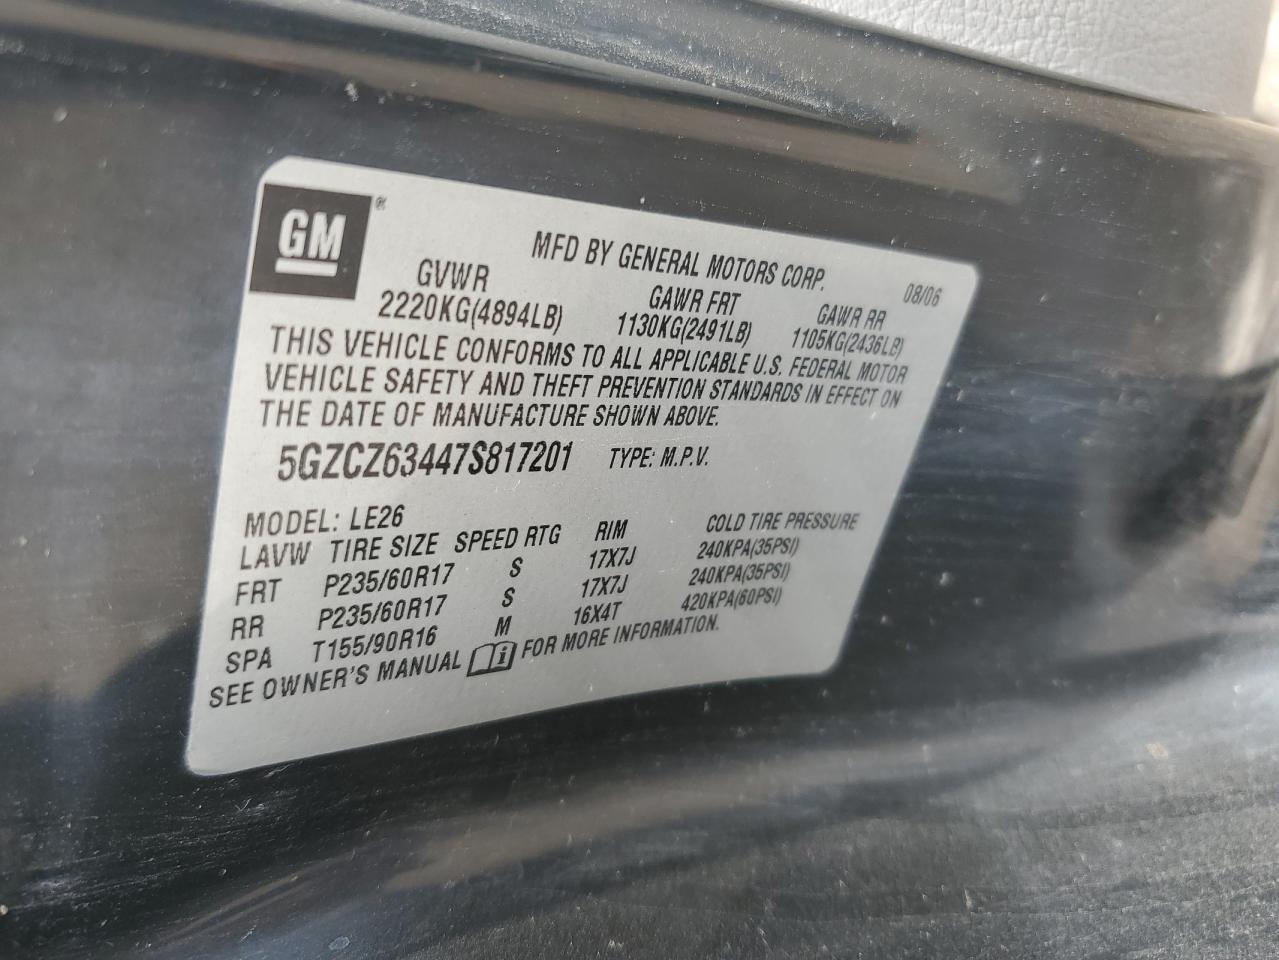 GM ®
MFD BY GENERAL MOTORS CORP.
08/06
GVWR GAWR FRT GAWR RR
2220KG(4894LB) 1130KG(2491LB) 1105KG(2436LB)
THIS VEHICLE CONFORMS TO ALL APPLICABLE U.S. FEDERAL MOTOR
VEHICLE SAFETY AND THEFT PREVENTION STANDARDS IN EFFECT ON
THE DATE OF MANUFACTURE SHOWN ABOVE.
5GZCZ63447S817201 TYPE: M.P.V.
MODEL: LE26
LAVW TIRE SIZE SPEED RTG RIM COLD TIRE PRESSURE
FRT P235/60R17 S 17X7J 240KPA(35PSI)
RR P235/60R17 S 17X7J 240KPA(35PSI)
SPA T155/90R16 M 16X4T 420KPA(60PSI)
SEE OWNER'S MANUAL FOR MORE INFORMATION.